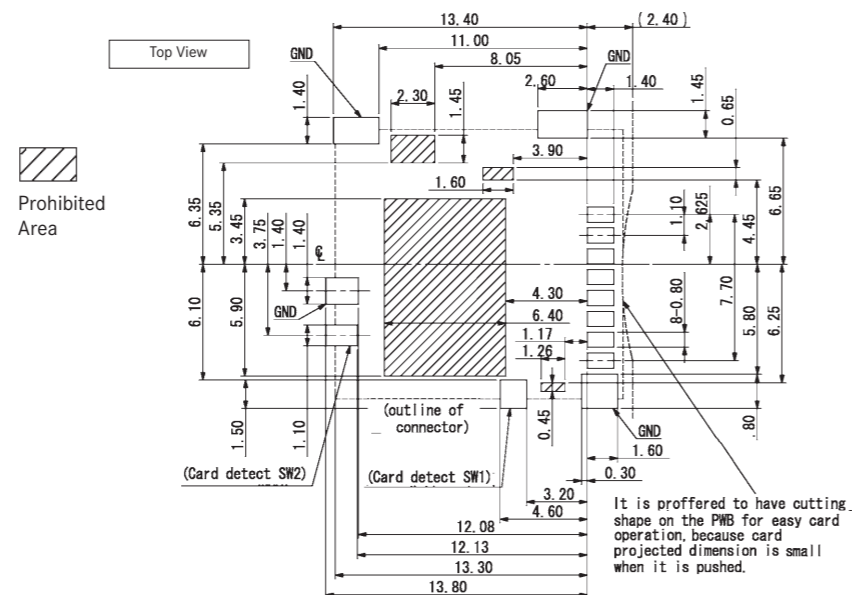 13.40
(2.40)
11.00
Top View
GND
8.05
GND
2.60
1.40
1.40
2.30
1.45
1.45
0.65
3.90
Prohibited
Area
1.60
6.35
5.35
3.45
3.75
1.40
1.40
1.10
2.625
4.45
6.65
6.10
5.90
GND
4.30
6.40
8-0.80
7.70
5.80
6.25
1.17
1.26
(outline of
connector)
0.45
1.50
1.10
GND
.80
1.60
(Card detect SW2)
(Card detect SW1)
0.30
3.20
4.60
It is proffered to have cutting
shape on the PWB for easy card
operation, because card
projected dimension is small
when it is pushed.
12.08
12.13
13.30
13.80